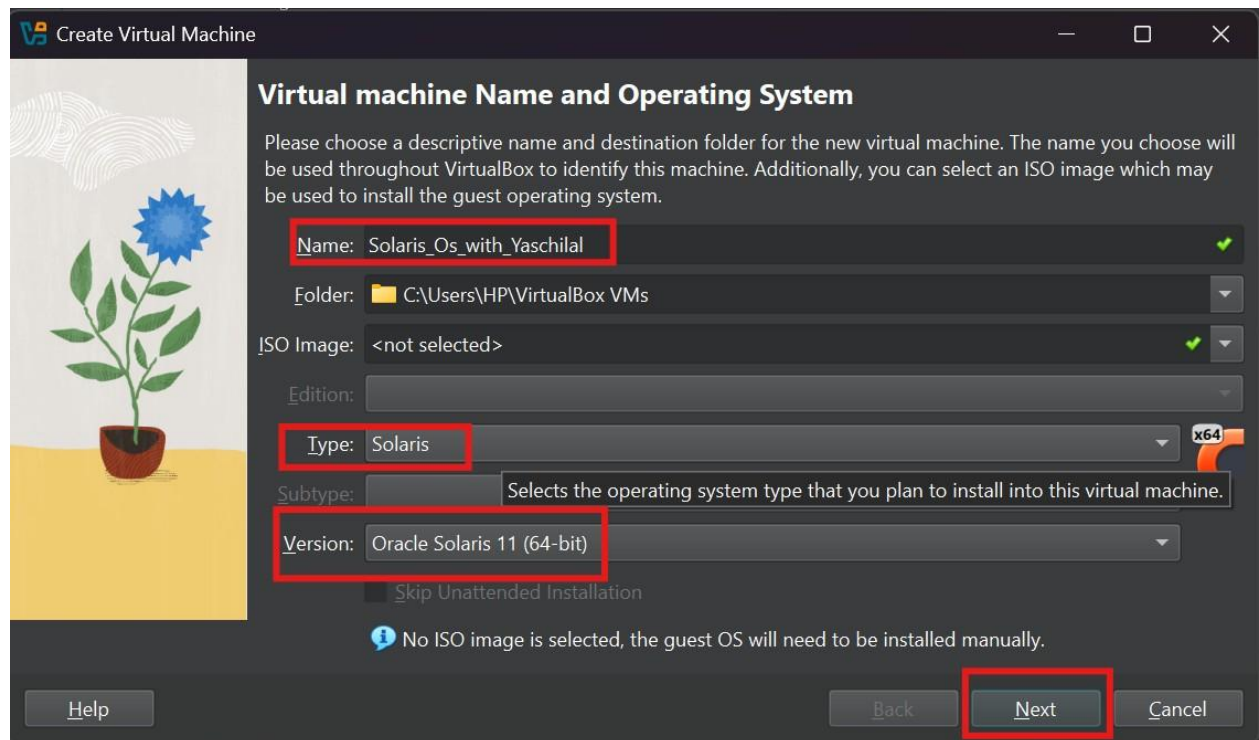 Create Virtual Machine
Virtual machine Name and Operating System
Please choose a descriptive name and destination folder for the new virtual machine. The name you choose will
be used throughout VirtualBox to identify this machine. Additionally, you can select an ISO image which may
be used to install the guest operating system.
Name: Solaris_Os_with_Yaschilal
Folder: C:\Users\HP\VirtualBox VMs
ISO Image: <not selected>
Edition:
Type: Solaris
x64
Subtype:
Selects the operating system type that you plan to install into this virtual machine.
Version: Oracle Solaris 11 (64-bit)
Skip Unattended Installation
No ISO image is selected, the guest OS will need to be installed manually.
Help Back Next Cancel